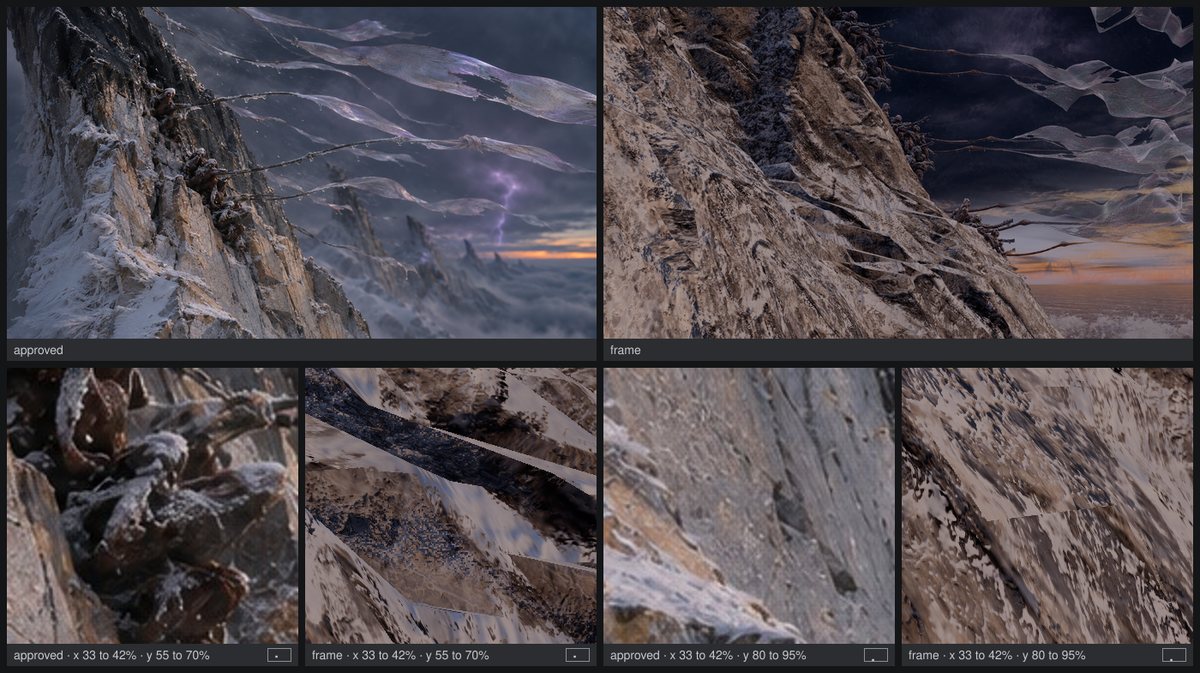 approved
frame
approved · x 33 to 42% · y 55 to 70%
frame · x 33 to 42% · y 55 to 70%
approved · x 33 to 42% · y 80 to 95%
frame · x 33 to 42% · y 80 to 95%